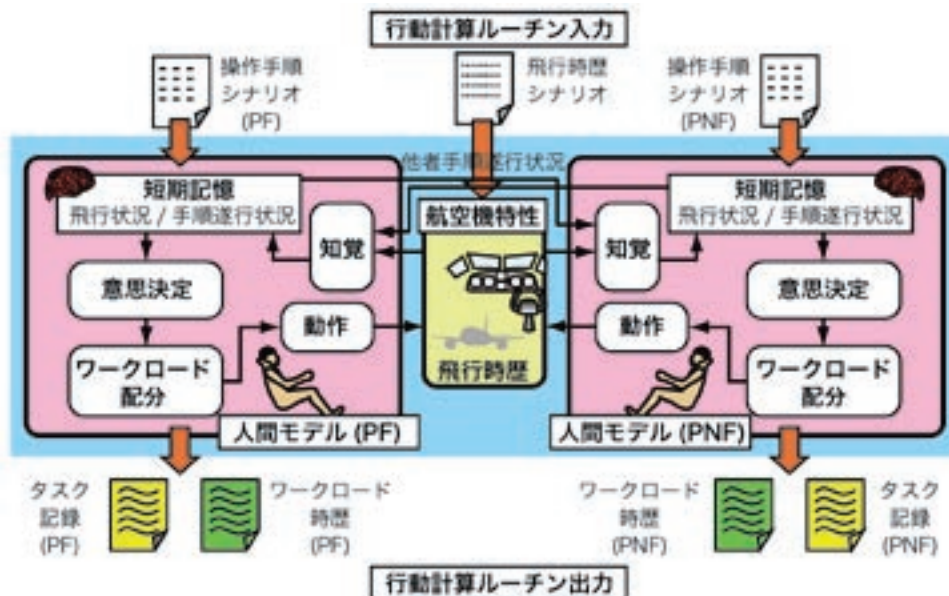 行動計算ルーチン入力
操作手順
シナリオ
(PF)
飛行時歴
シナリオ
操作手順
シナリオ
(PNF)
他者手順遂行状況
短期記憶
飛行状況 / 手順遂行状況
知覚
意思決定
動作
ワークロード
配分
人間モデル (PF)
航空機特性
飛行時歴
短期記憶
飛行状況 / 手順遂行状況
知覚
意思決定
動作
ワークロード
配分
人間モデル (PNF)
タスク
記録
(PF)
ワークロード
時歴
(PF)
ワークロード
時歴
(PNF)
タスク
記録
(PNF)
行動計算ルーチン出力